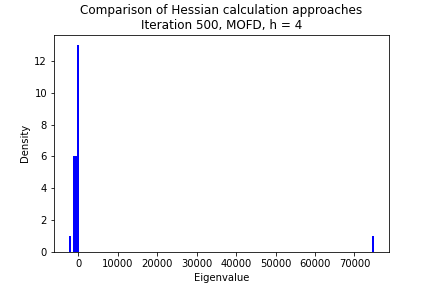 Comparison of Hessian calculation approaches
Iteration 500, MOFD, h = 4
12
10
8
6
4
2
0
Density
0 10000 20000 30000 40000 50000 60000 70000
Eigenvalue